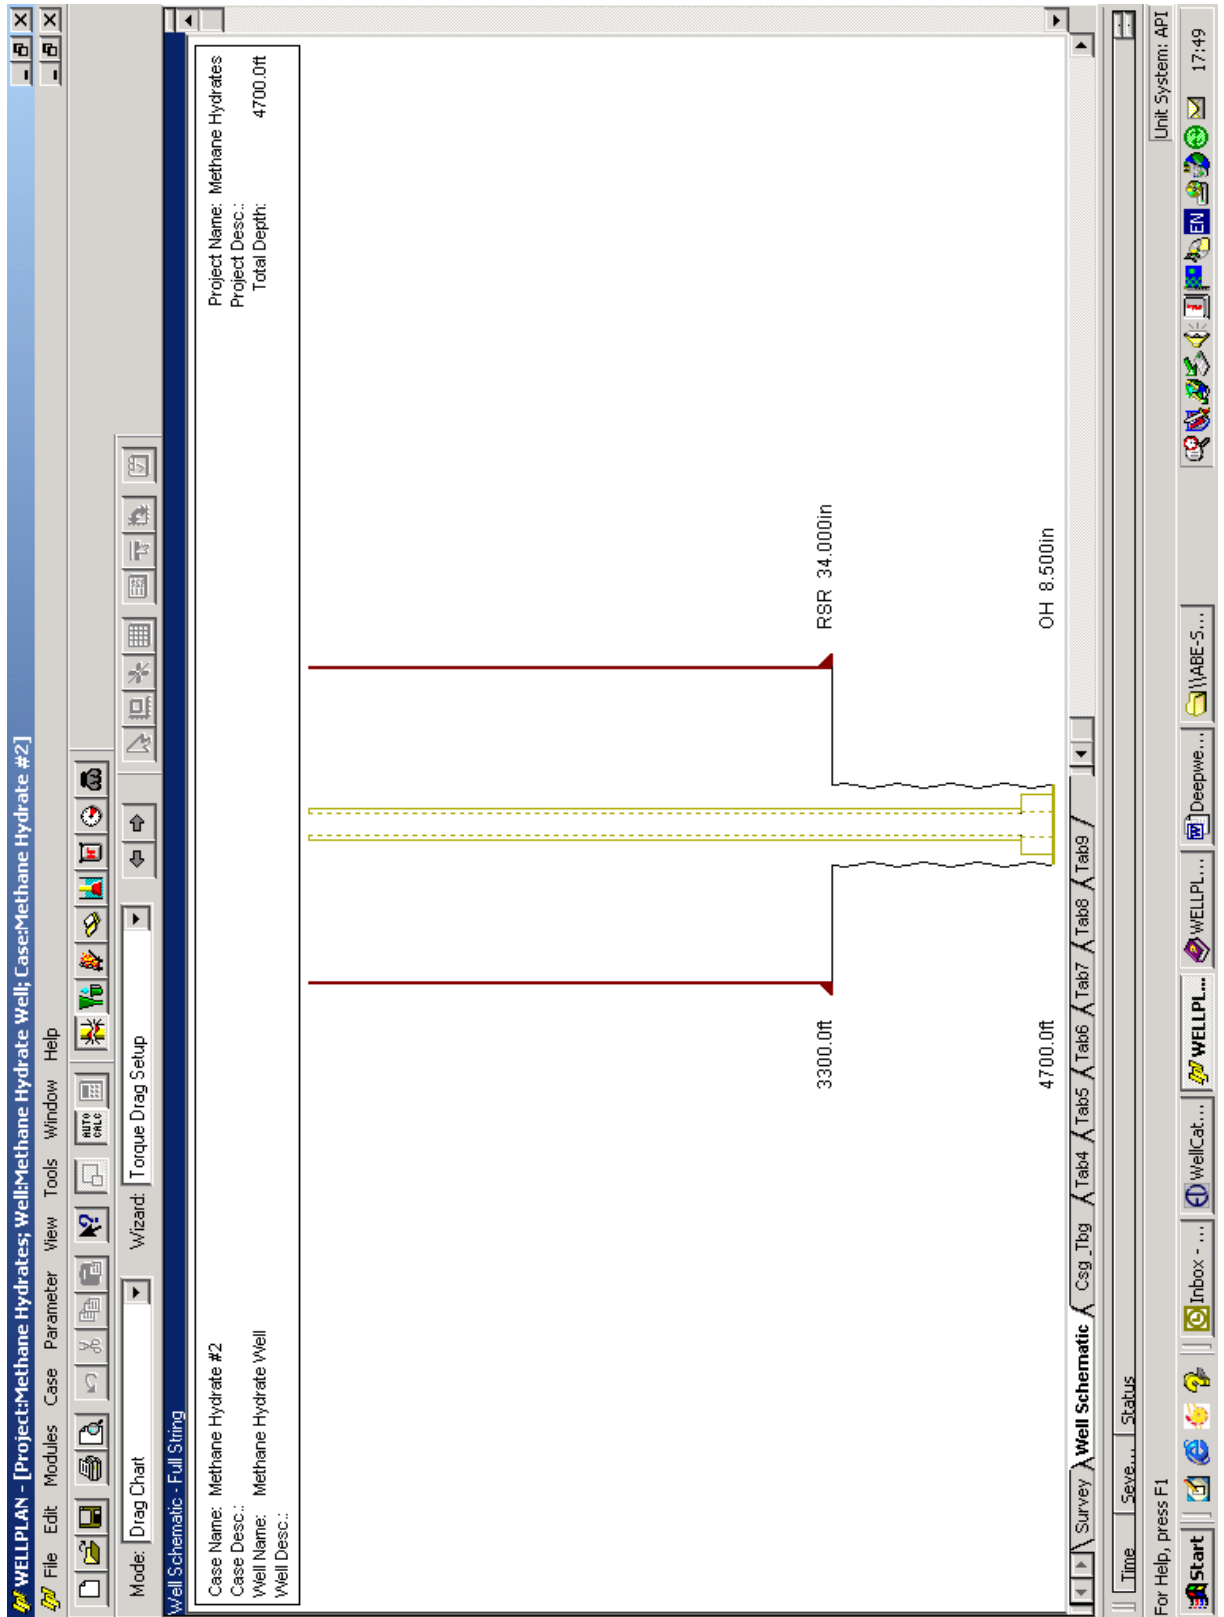 WELLPLAN - [Project:Methane Hydrates; Well:Methane Hydrate Well; Case:Methane Hydrate #2]
File Edit Modules Case Parameter View Tools Window Help
AUTO CALC
Mode: Drag Chart Wizard: Torque Drag Setup
Well Schematic - Full String
Case Name: Methane Hydrate #2 Project Name: Methane Hydrates
Case Desc.: Project Desc.:
Well Name: Methane Hydrate Well Total Depth: 4700.0ft
Well Desc.:
3300.0ft RSR 34.000in
4700.0ft OH 8.500in
Survey Well Schematic Csg_Tbg Tab4 Tab5 Tab6 Tab7 Tab8 Tab9
Time Seve... Status
For Help, press F1 Unit System: API
Start Inbox - ... WellCat... WELLPL... WELLPL... Deepwe... \\ABE-S... EN 17:49